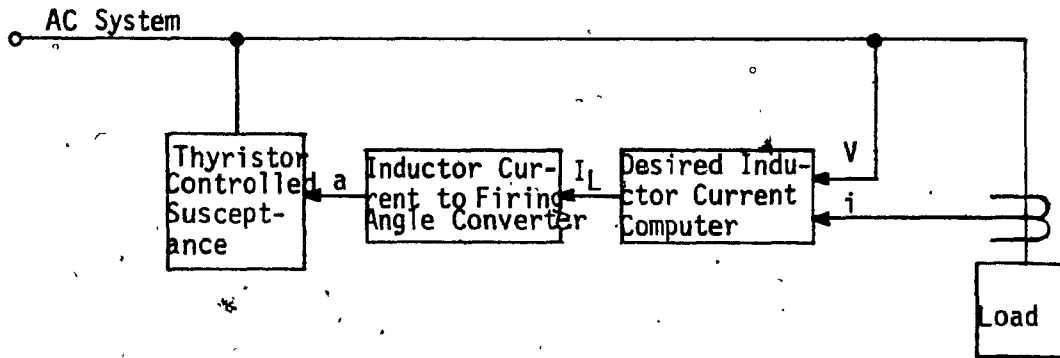 AC System
Thyristor
Controlled
Suscept-
ance
a
Inductor Cur-
rent to Firing
Angle Converter
I_L
Desired Indu-
ctor Current
Computer
V
i
Load